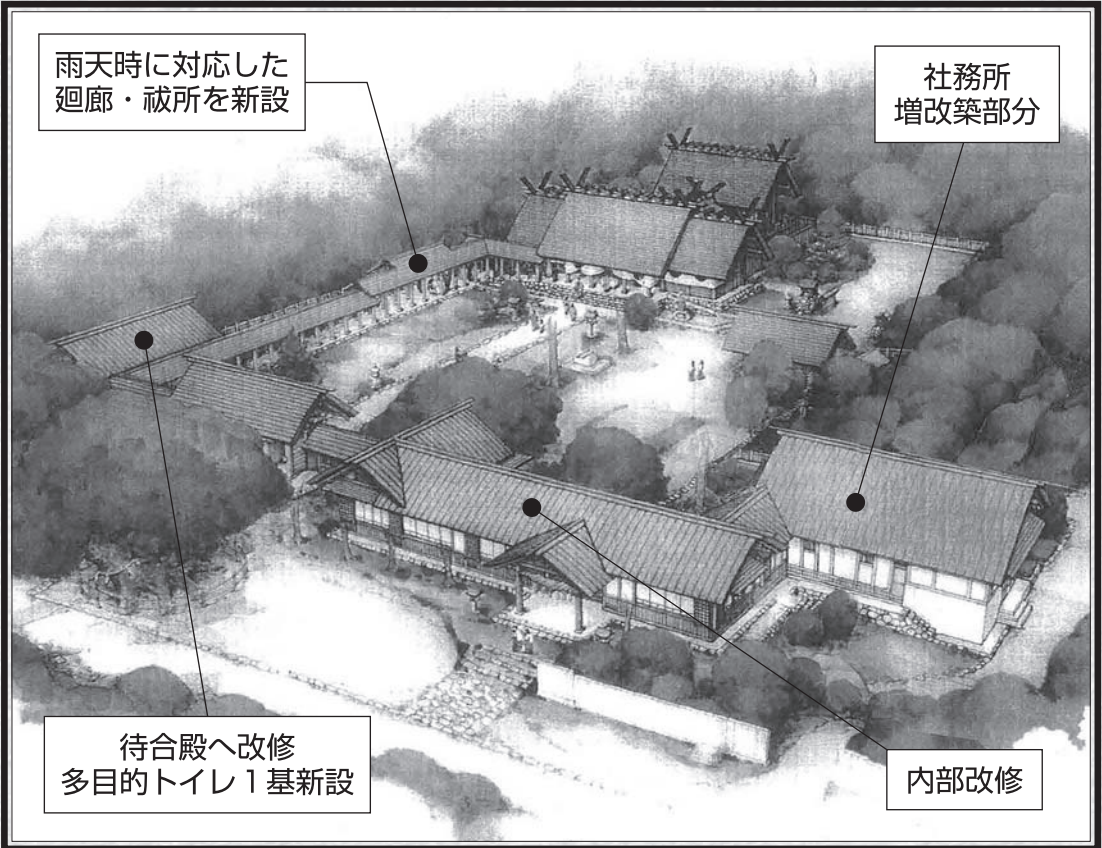 雨天時に対応した
廻廊・祓所を新設
社務所
増改築部分
待合殿へ改修
多目的トイレ1基新設
内部改修